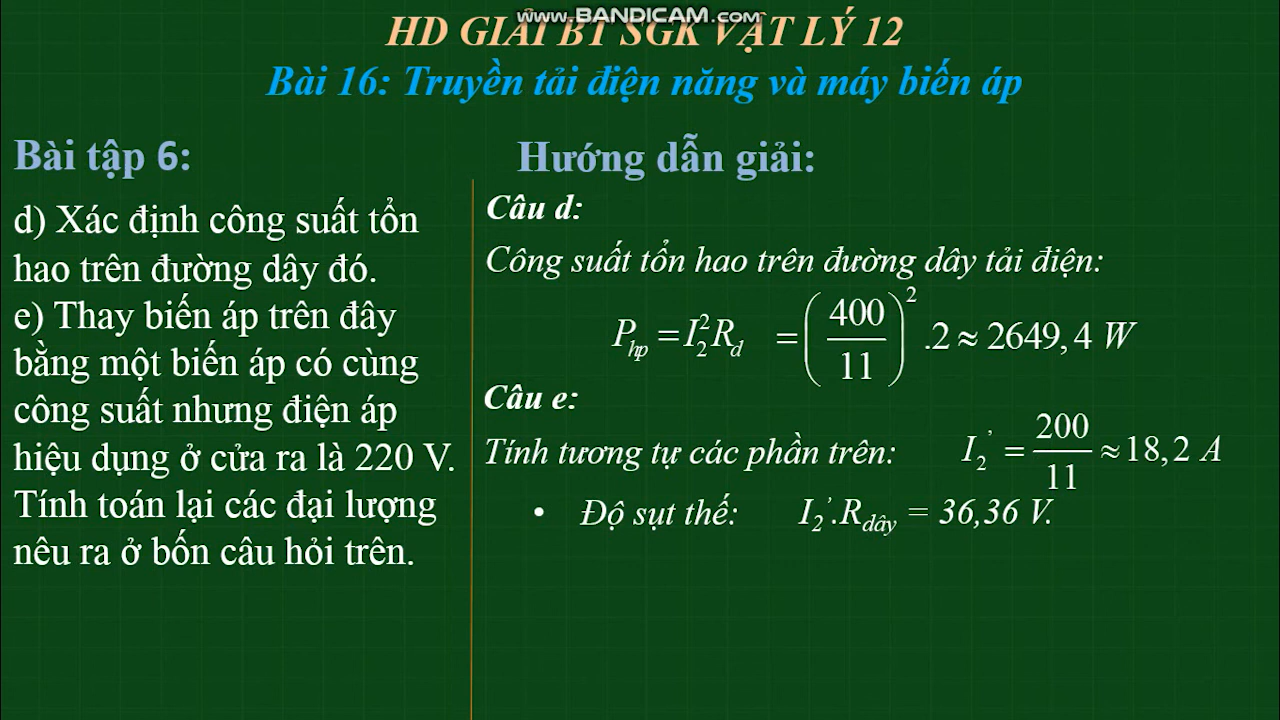 www.BANDICAM.com
HD GIẢI BT SGK VẬT LÝ 12
Bài 16: Truyền tải điện năng và máy biến áp
Bài tập 6:
d) Xác định công suất tổn
hao trên đường dây đó.
e) Thay biến áp trên đây
bằng một biến áp có cùng
công suất nhưng điện áp
hiệu dụng ở cửa ra là 220 V.
Tính toán lại các đại lượng
nêu ra ở bốn câu hỏi trên.
Hướng dẫn giải:
Câu d:
Công suất tổn hao trên đường dây tải điện:
P_hp = I₂² R_d = (400/11)² .2 ≈ 2649,4 W
Câu e:
Tính tương tự các phần trên: I₂’ = 200/11 ≈ 18,2 A
• Độ sụt thế: I₂’.R_dây = 36,36 V.